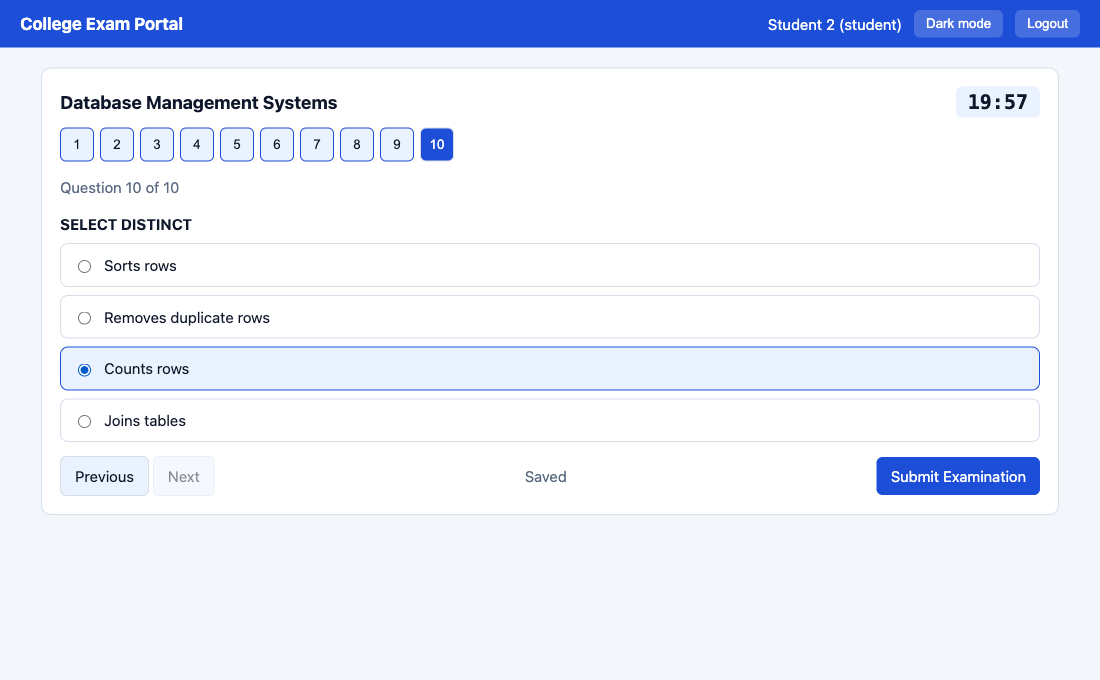 College Exam Portal
Student 2 (student) Dark mode Logout
Database Management Systems
19:57
1 2 3 4 5 6 7 8 9 10
Question 10 of 10
SELECT DISTINCT
Sorts rows
Removes duplicate rows
Counts rows
Joins tables
Previous Next Saved Submit Examination